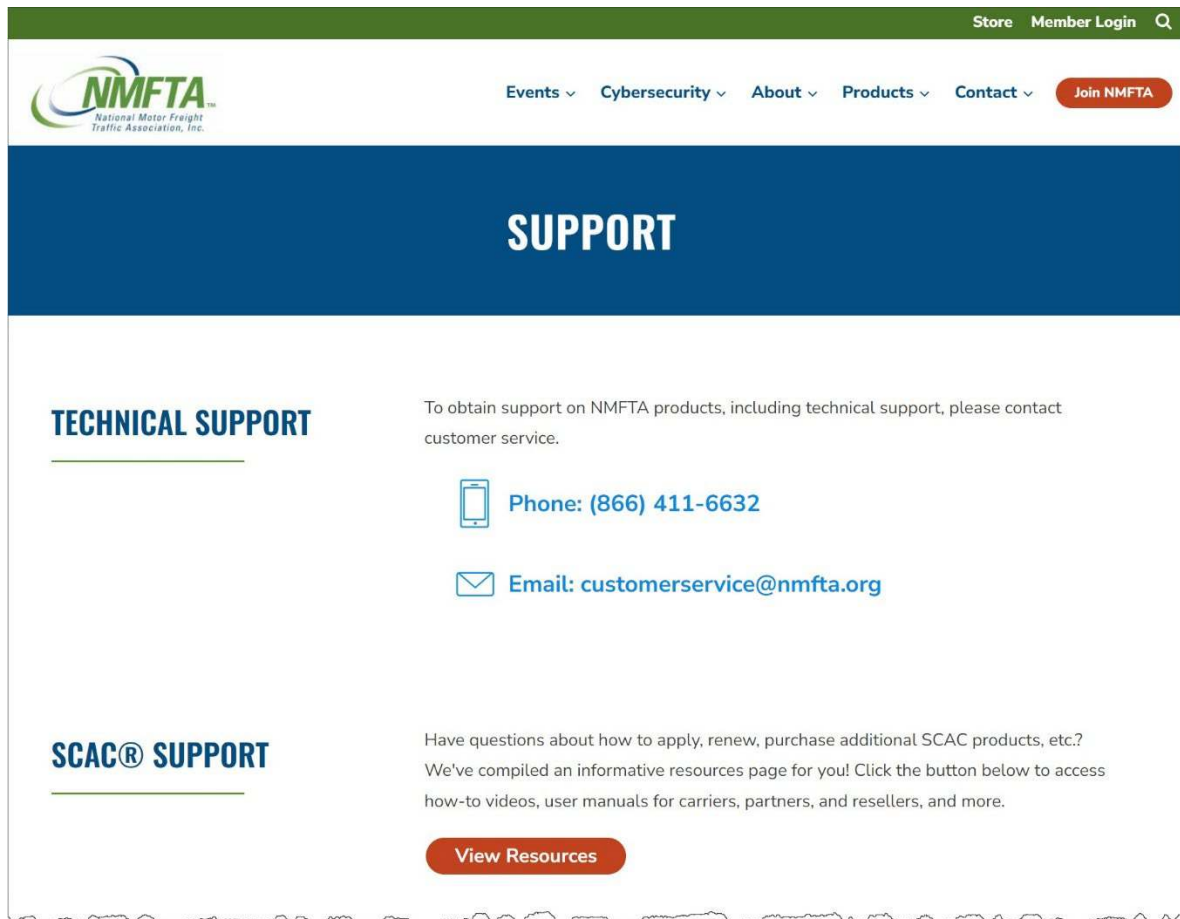 Store Member Login
NMFTA™
National Motor Freight
Traffic Association, Inc.
Events Cybersecurity About Products Contact Join NMFTA
SUPPORT
TECHNICAL SUPPORT
To obtain support on NMFTA products, including technical support, please contact
customer service.
Phone: (866) 411-6632
Email: customerservice@nmfta.org
SCAC® SUPPORT
Have questions about how to apply, renew, purchase additional SCAC products, etc.?
We've compiled an informative resources page for you! Click the button below to access
how-to videos, user manuals for carriers, partners, and resellers, and more.
View Resources